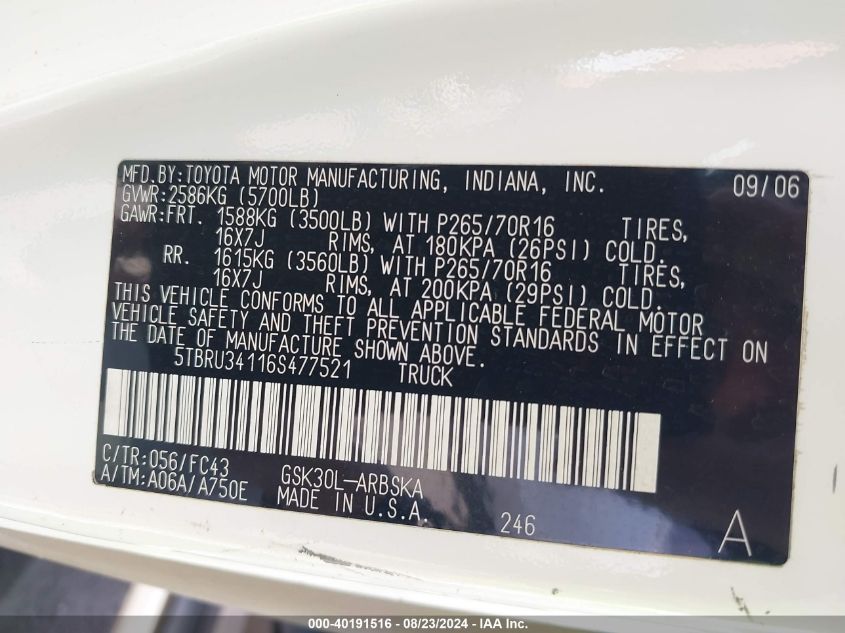 MFD.BY:TOYOTA MOTOR MANUFACTURING, INDIANA, INC. 09/06
GVWR:2586KG (5700LB)
GAWR:FRT. 1588KG (3500LB) WITH P265/70R16 TIRES,
16X7J RIMS, AT 180KPA (26PSI) COLD.
RR. 1615KG (3560LB) WITH P265/70R16 TIRES,
16X7J RIMS, AT 200KPA (29PSI) COLD.
THIS VEHICLE CONFORMS TO ALL APPLICABLE FEDERAL MOTOR
VEHICLE SAFETY AND THEFT PREVENTION STANDARDS IN EFFECT ON
THE DATE OF MANUFACTURE SHOWN ABOVE.
5TBRU34116S477521 TRUCK
C/TR:056/FC43 GSK30L-ARBSKA
A/TM:A06A/A750E MADE IN U.S.A. 246 A
000-40191516 - 08/23/2024 - IAA Inc.